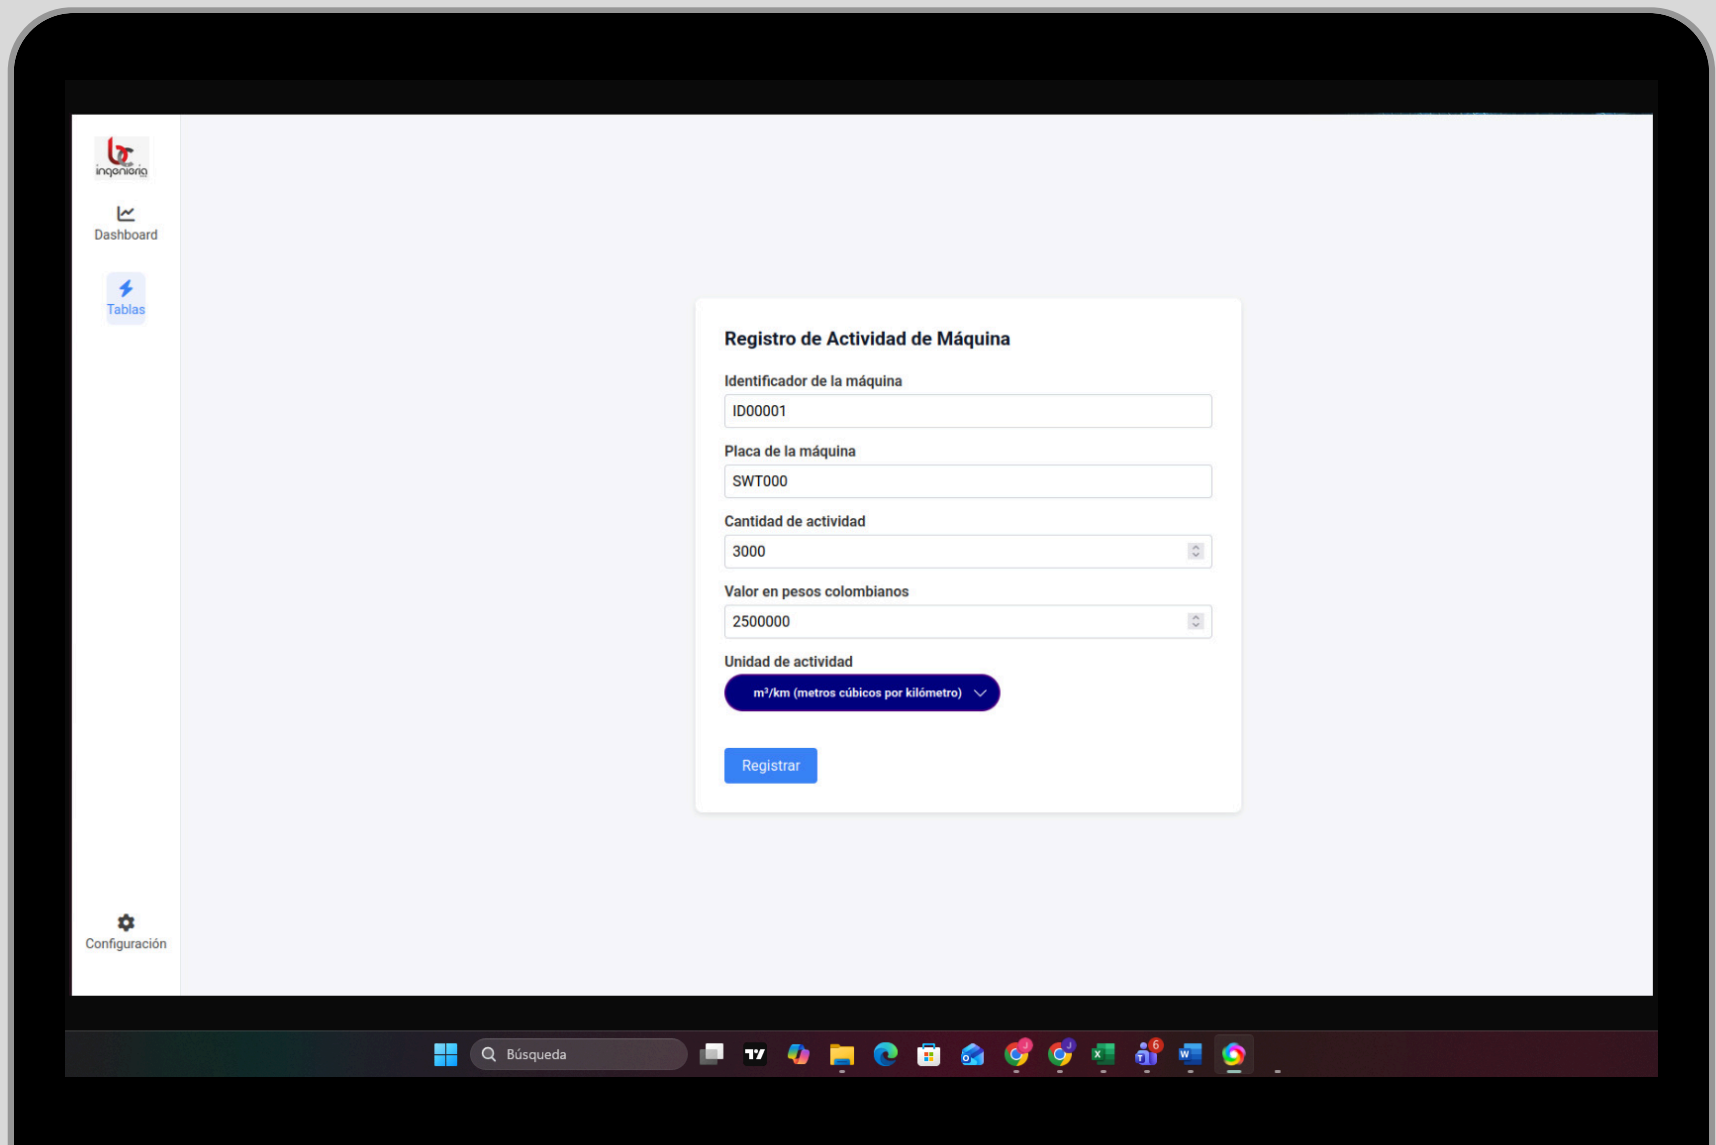 ingeniería
Dashboard
Tablas
Configuración
Registro de Actividad de Máquina
Identificador de la máquina
ID00001
Placa de la máquina
SWT000
Cantidad de actividad
3000
Valor en pesos colombianos
2500000
Unidad de actividad
m³/km (metros cúbicos por kilómetro)
Registrar
Búsqueda
6